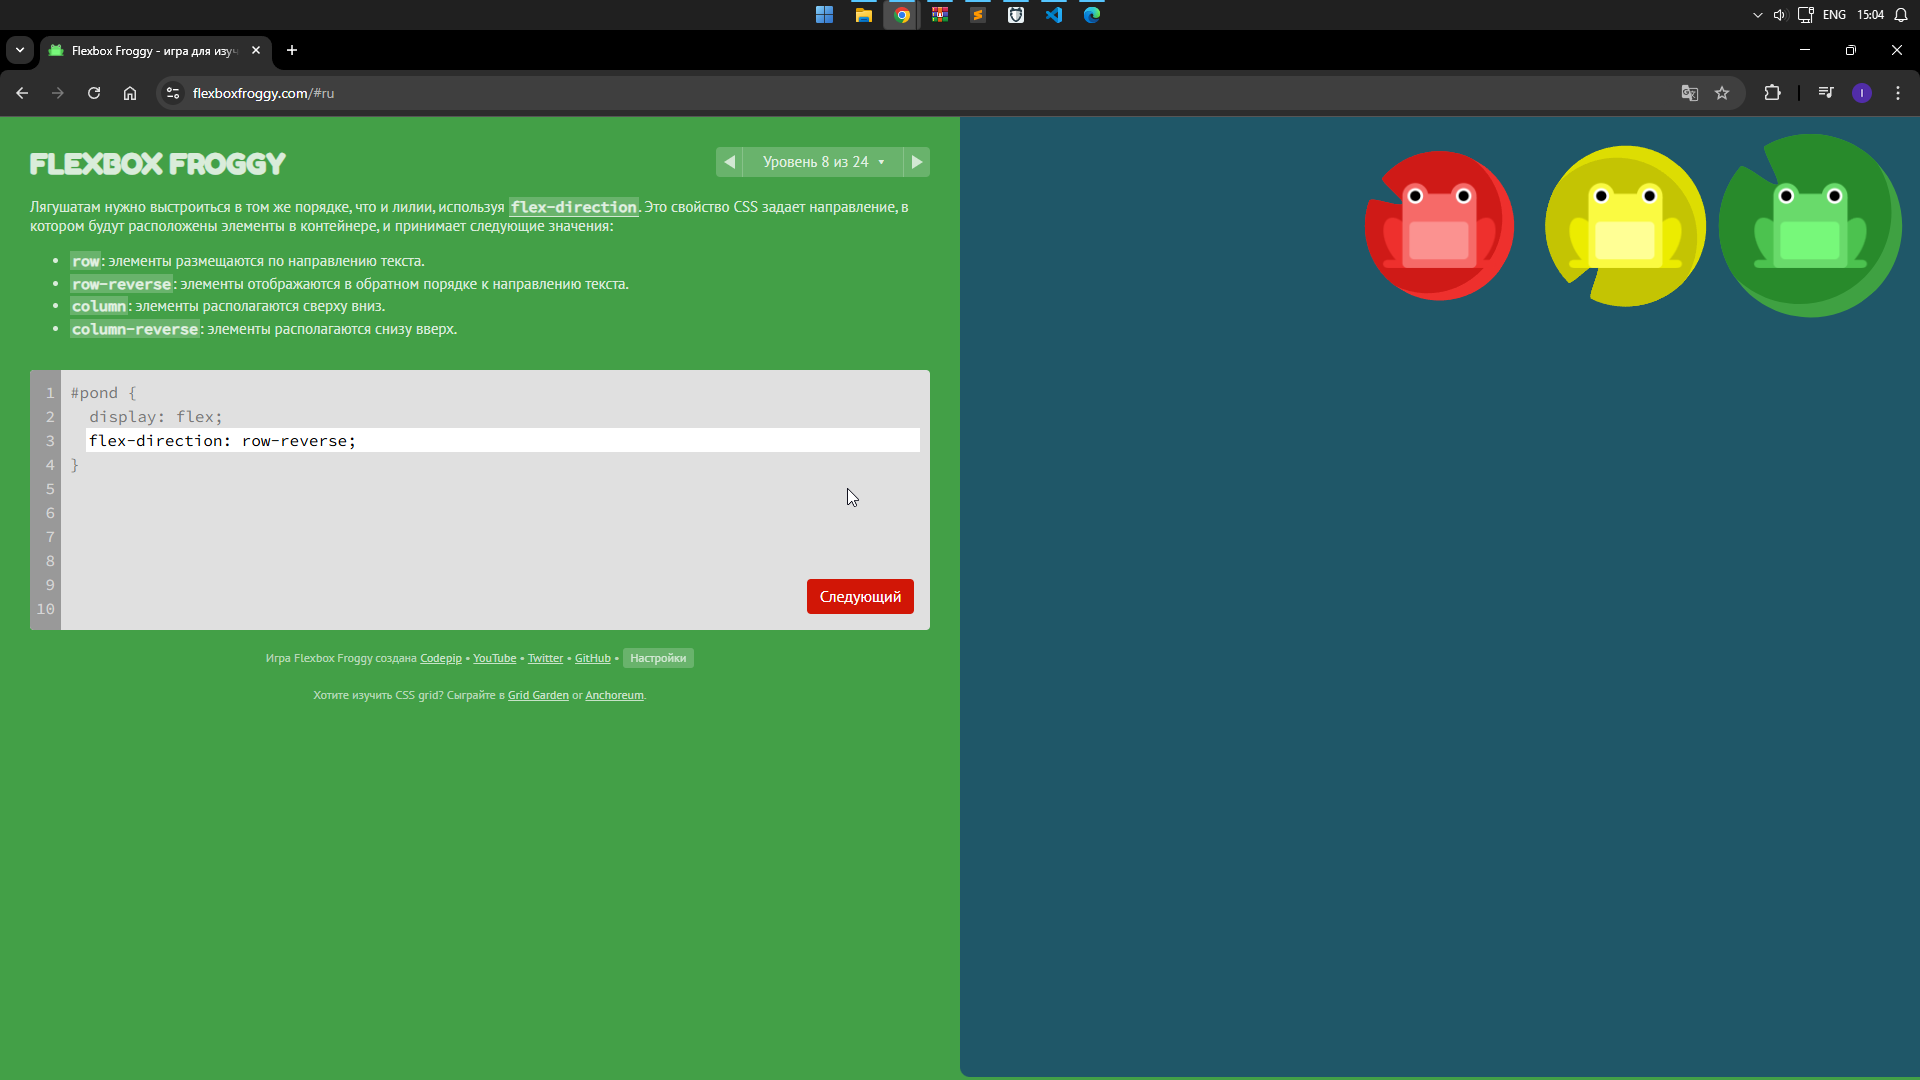 ENG 15:04
Flexbox Froggy - игра для изуч
flexboxfroggy.com/#ru
I
FLEXBOX FROGGY
Уровень 8 из 24
Лягушатам нужно выстроиться в том же порядке, что и лилии, используя flex-direction. Это свойство CSS задает направление, в
котором будут расположены элементы в контейнере, и принимает следующие значения:
• row: элементы размещаются по направлению текста.
• row-reverse: элементы отображаются в обратном порядке к направлению текста.
• column: элементы располагаются сверху вниз.
• column-reverse: элементы располагаются снизу вверх.
1 #pond {
2 display: flex;
3 flex-direction: row-reverse;
4 }
5
6
7
8
9
10
Следующий
Игра Flexbox Froggy создана Codepip • YouTube • Twitter • GitHub • Настройки
Хотите изучить CSS grid? Сыграйте в Grid Garden or Anchoreum.